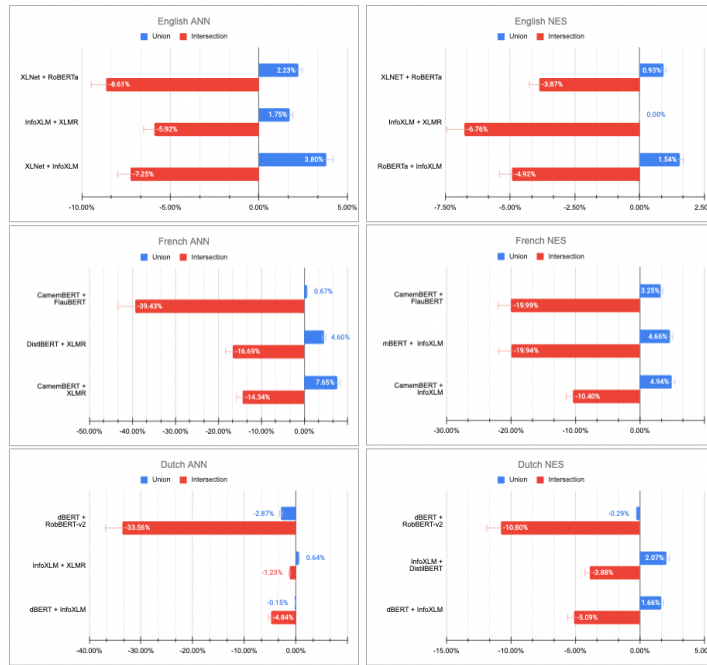 English ANN
Union Intersection
XLNet + RoBERTa
2.23%
-8.61%
InfoXLM + XLMR
1.75%
-5.92%
XLNet + InfoXLM
3.80%
-7.25%
-10.00% -5.00% 0.00% 5.00%
English NES
Union Intersection
XLNET + RoBERTa
0.93%
-3.87%
InfoXLM + XLMR
0.00%
-6.76%
RoBERTa + InfoXLM
1.54%
-4.92%
-7.50% -5.00% -2.50% 0.00% 2.50%
French ANN
Union Intersection
CamemBERT +
FlauBERT
0.67%
-39.43%
DistilBERT + XLMR
4.60%
-16.69%
CamemBERT +
XLMR
7.65%
-14.34%
-50.00% -40.00% -30.00% -20.00% -10.00% 0.00%
French NES
Union Intersection
CamemBERT +
FlauBERT
3.25%
-19.99%
mBERT + InfoXLM
4.66%
-19.94%
CamemBERT +
InfoXLM
4.94%
-10.40%
-30.00% -20.00% -10.00% 0.00%
Dutch ANN
Union Intersection
dBERT +
RobBERT-v2
-2.87%
-33.56%
InfoXLM + XLMR
0.64%
-1.23%
dBERT + InfoXLM
-0.15%
-4.84%
-40.00% -30.00% -20.00% -10.00% 0.00%
Dutch NES
Union Intersection
dBERT +
RobBERT-v2
-0.29%
-10.80%
InfoXLM +
DistilBERT
2.07%
-3.88%
dBERT + InfoXLM
1.66%
-5.09%
-15.00% -10.00% -5.00% 0.00% 5.00